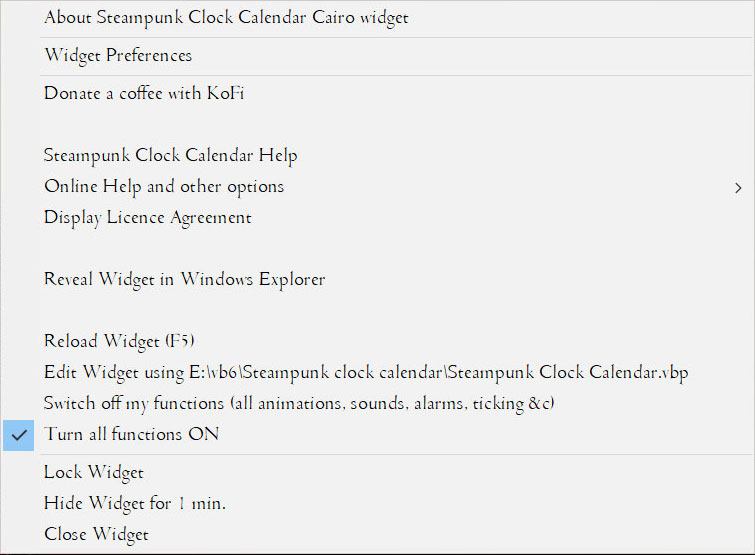 About Steampunk Clock Calendar Cairo widget
Widget Preferences
Donate a coffee with KoFi
Steampunk Clock Calendar Help
Online Help and other options
Display Licence Agreement
Reveal Widget in Windows Explorer
Reload Widget (F5)
Edit Widget using E:\vb6\Steampunk clock calendar\Steampunk Clock Calendar.vbp
Switch off my functions (all animations, sounds, alarms, ticking &c)
Turn all functions ON
Lock Widget
Hide Widget for 1 min.
Close Widget